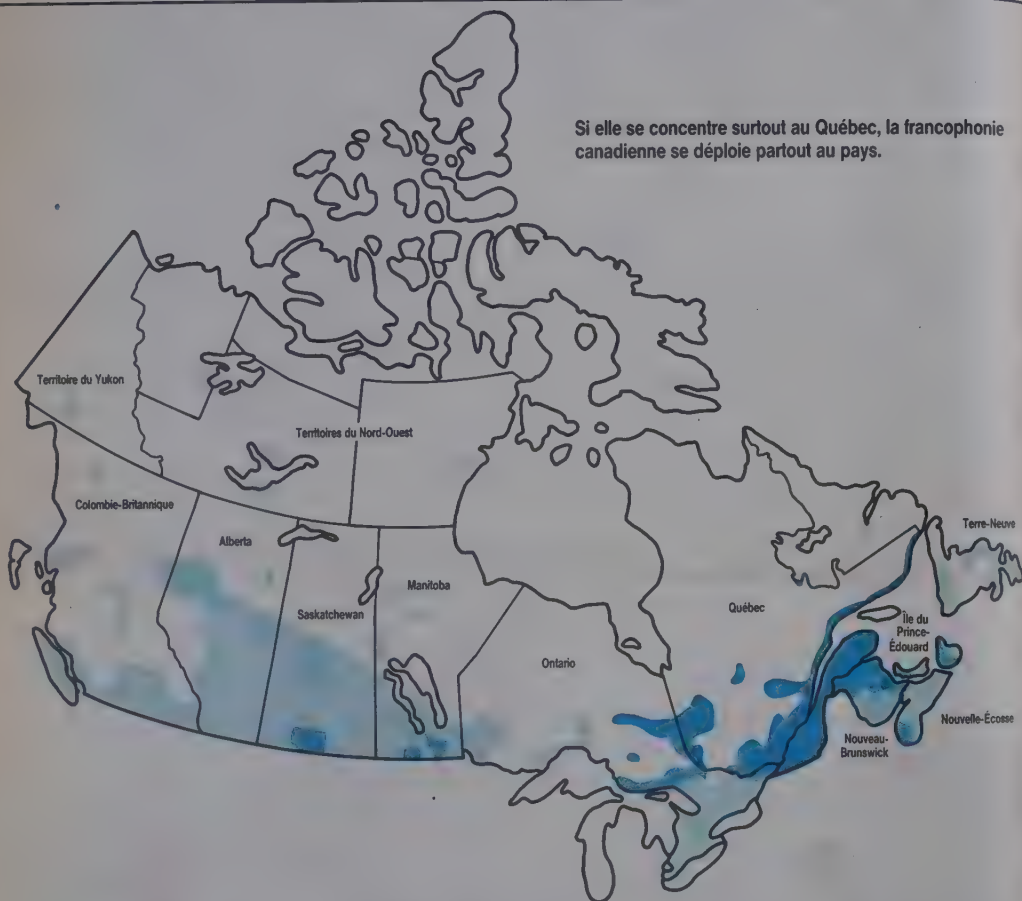 Si elle se concentre surtout au Québec, la francophonie
canadienne se déploie partout au pays.
Territoire du Yukon
Territoires du Nord-Ouest
Colombie-Britannique
Alberta
Saskatchewan
Manitoba
Ontario
Québec
Terre-Neuve
Île du
Prince-
Édouard
Nouvelle-Écosse
Nouveau-
Brunswick